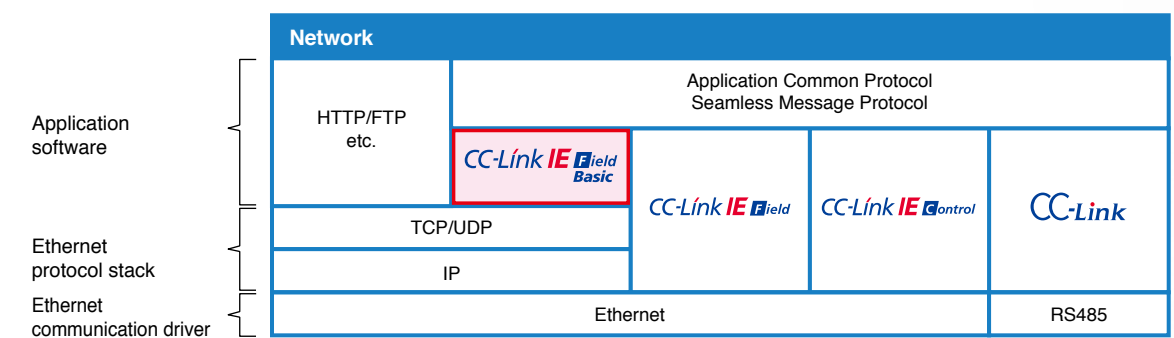 Network
Application
software
HTTP/FTP
etc.
Application Common Protocol
Seamless Message Protocol
CC-Link IE Field
Basic
CC-Link IE Field
CC-Link IE Control
CC-Link
Ethernet
protocol stack
TCP/UDP
IP
Ethernet
communication driver
Ethernet
RS485